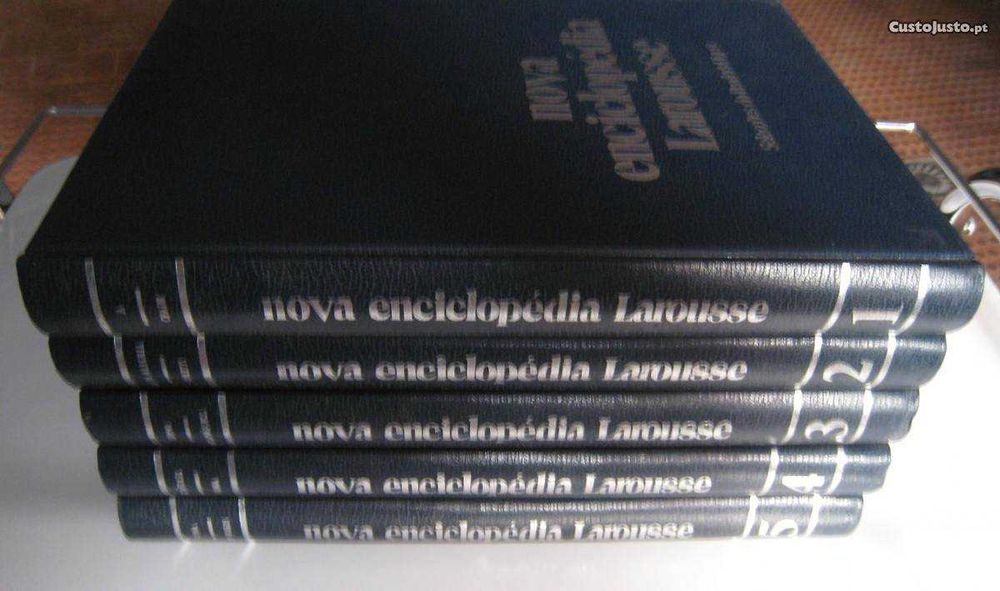 CustoJusto.pt
nova
enciclopédia
Larousse
nova enciclopédia Larousse 1
nova enciclopédia Larousse 2
nova enciclopédia Larousse 3
nova enciclopédia Larousse 4
nova enciclopédia Larousse 5